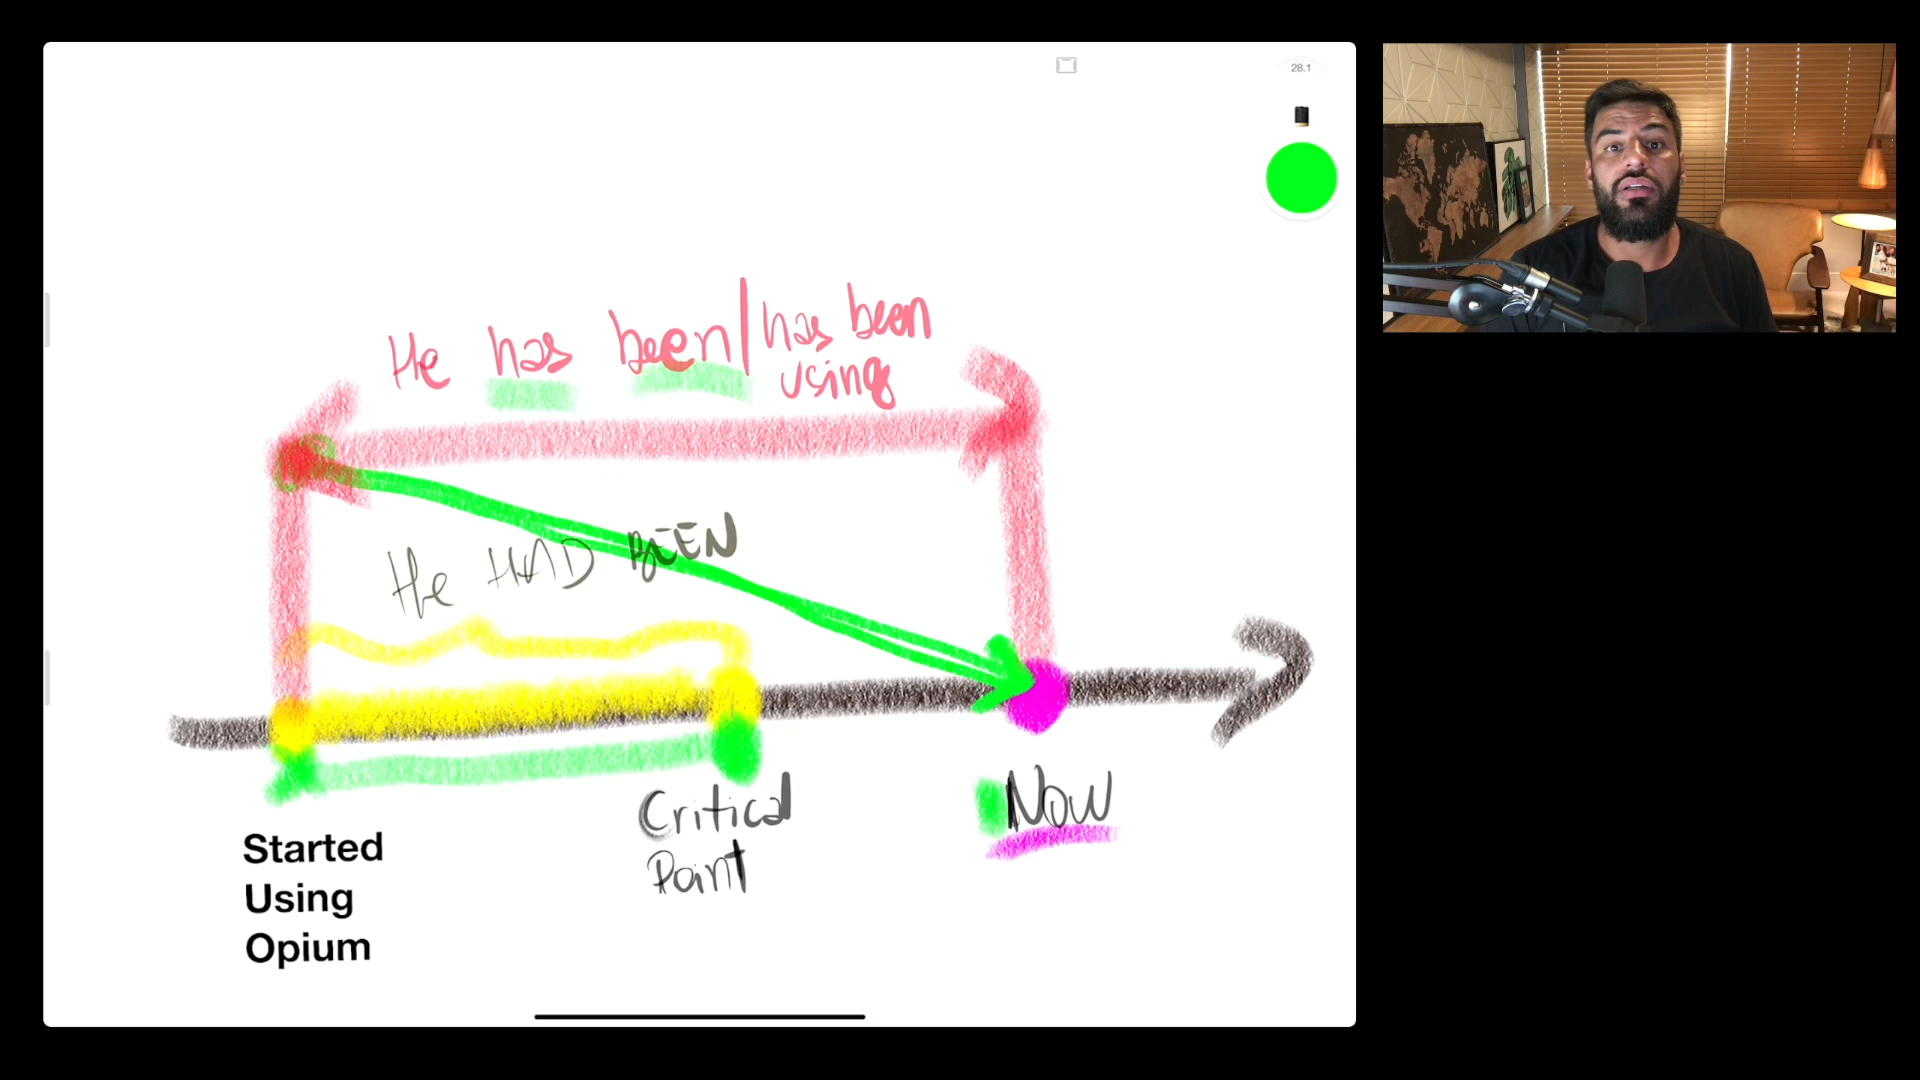 28.1
He has been|has been
using
He HAD BEEN
Critical
Point
Now
Started
Using
Opium